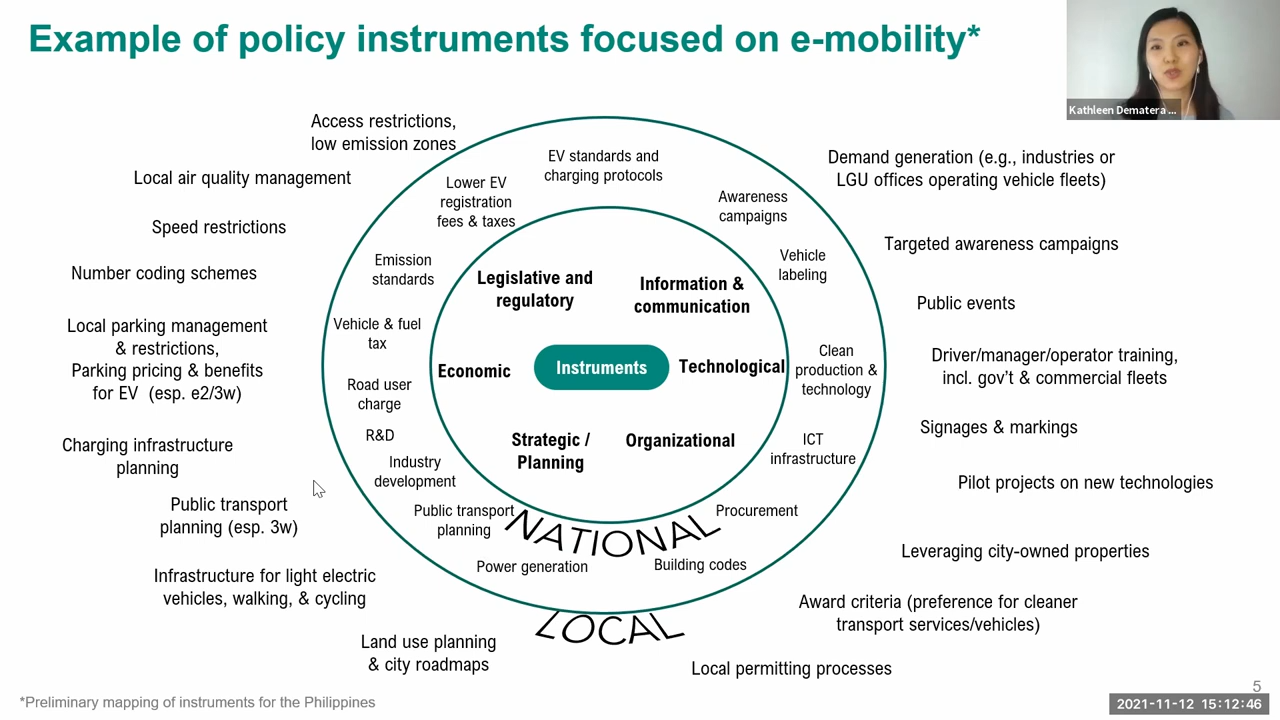 Example of policy instruments focused on e-mobility*
Kathleen Dematera ...
Access restrictions,
low emission zones
Local air quality management
Speed restrictions
Number coding schemes
Local parking management
& restrictions,
Parking pricing & benefits
for EV (esp. e2/3w)
Charging infrastructure
planning
Public transport
planning (esp. 3w)
Infrastructure for light electric
vehicles, walking, & cycling
Land use planning
& city roadmaps
EV standards and
charging protocols
Lower EV
registration
fees & taxes
Emission
standards
Vehicle & fuel
tax
Road user
charge
R&D
Industry
development
Public transport
planning
Power generation
Awareness
campaigns
Vehicle
labeling
Clean
production &
technology
ICT
infrastructure
Procurement
Building codes
Legislative and
regulatory
Information &
communication
Economic
Instruments
Technological
Strategic /
Planning
Organizational
NATIONAL
LOCAL
Demand generation (e.g., industries or
LGU offices operating vehicle fleets)
Targeted awareness campaigns
Public events
Driver/manager/operator training,
incl. gov't & commercial fleets
Signages & markings
Pilot projects on new technologies
Leveraging city-owned properties
Award criteria (preference for cleaner
transport services/vehicles)
Local permitting processes
*Preliminary mapping of instruments for the Philippines
5
2021-11-12 15:12:46